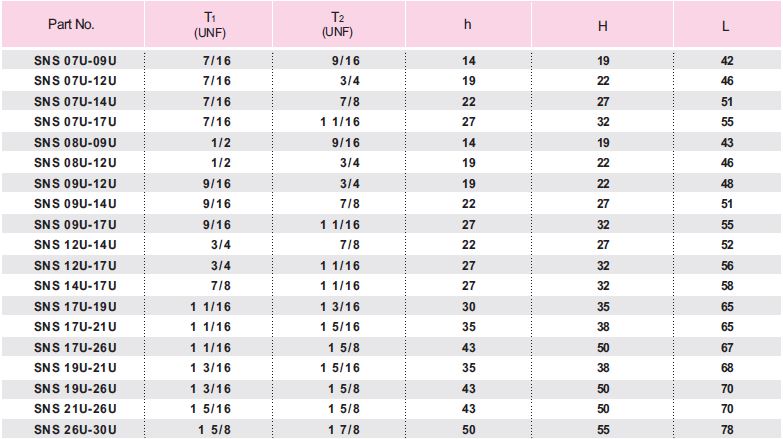 Part No. T1 (UNF) T2 (UNF) h H L
SNS 07U-09U 7/16 9/16 14 19 42
SNS 07U-12U 7/16 3/4 19 22 46
SNS 07U-14U 7/16 7/8 22 27 51
SNS 07U-17U 7/16 1 1/16 27 32 55
SNS 08U-09U 1/2 9/16 14 19 43
SNS 08U-12U 1/2 3/4 19 22 46
SNS 09U-12U 9/16 3/4 19 22 48
SNS 09U-14U 9/16 7/8 22 27 51
SNS 09U-17U 9/16 1 1/16 27 32 55
SNS 12U-14U 3/4 7/8 22 27 52
SNS 12U-17U 3/4 1 1/16 27 32 56
SNS 14U-17U 7/8 1 1/16 27 32 58
SNS 17U-19U 1 1/16 1 3/16 30 35 65
SNS 17U-21U 1 1/16 1 5/16 35 38 65
SNS 17U-26U 1 1/16 1 5/8 43 50 67
SNS 19U-21U 1 3/16 1 5/16 35 38 68
SNS 19U-26U 1 3/16 1 5/8 43 50 70
SNS 21U-26U 1 5/16 1 5/8 43 50 70
SNS 26U-30U 1 5/8 1 7/8 50 55 78